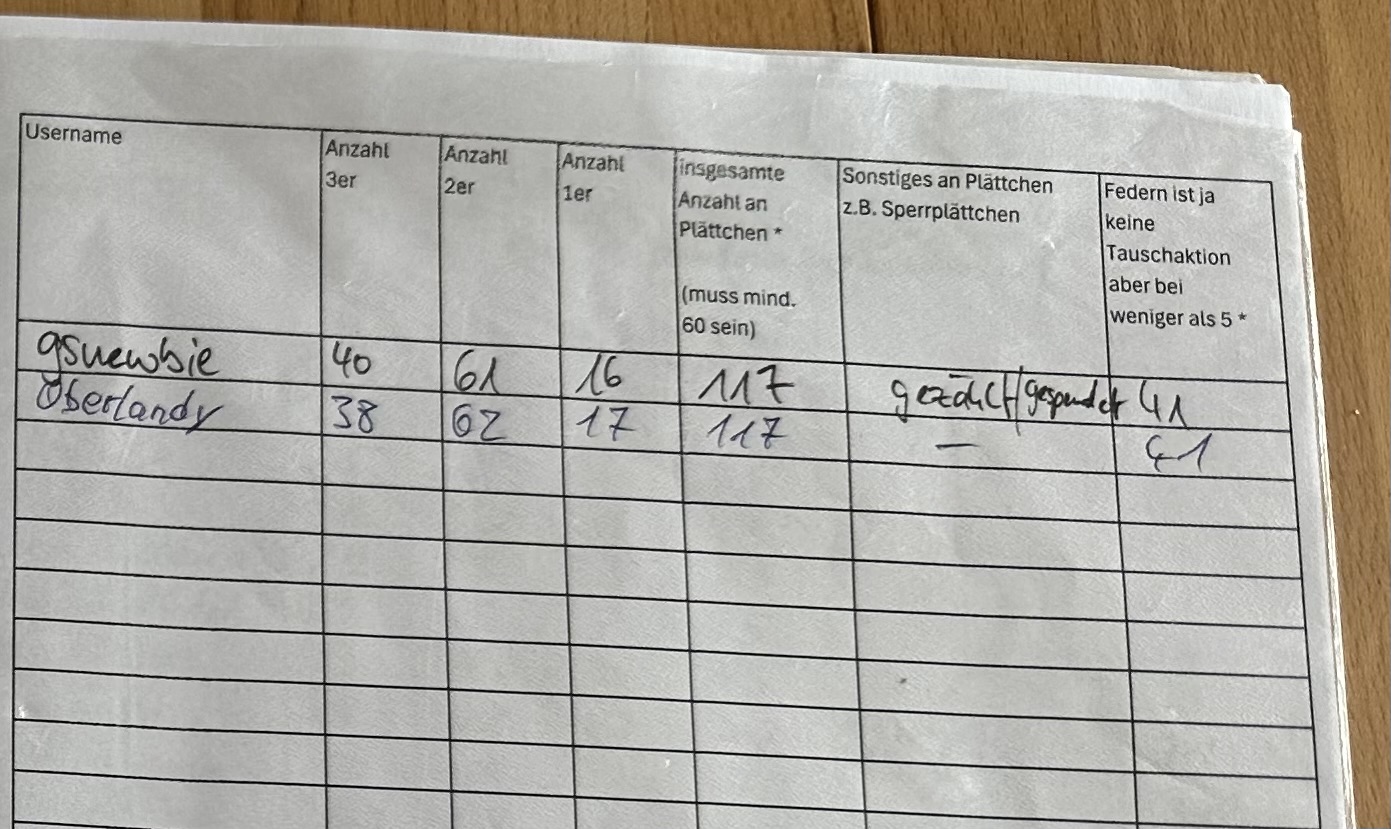 Username
Anzahl 3er
Anzahl 2er
Anzahl 1er
insgesamte Anzahl an Plättchen * (muss mind. 60 sein)
Sonstiges an Plättchen z.B. Sperrplättchen
Federn ist ja keine Tauschaktion aber bei weniger als 5 *
gsnewbie 40 61 16 117 gezählt/gespendet 41
Oberlandy 38 62 17 117 — 41